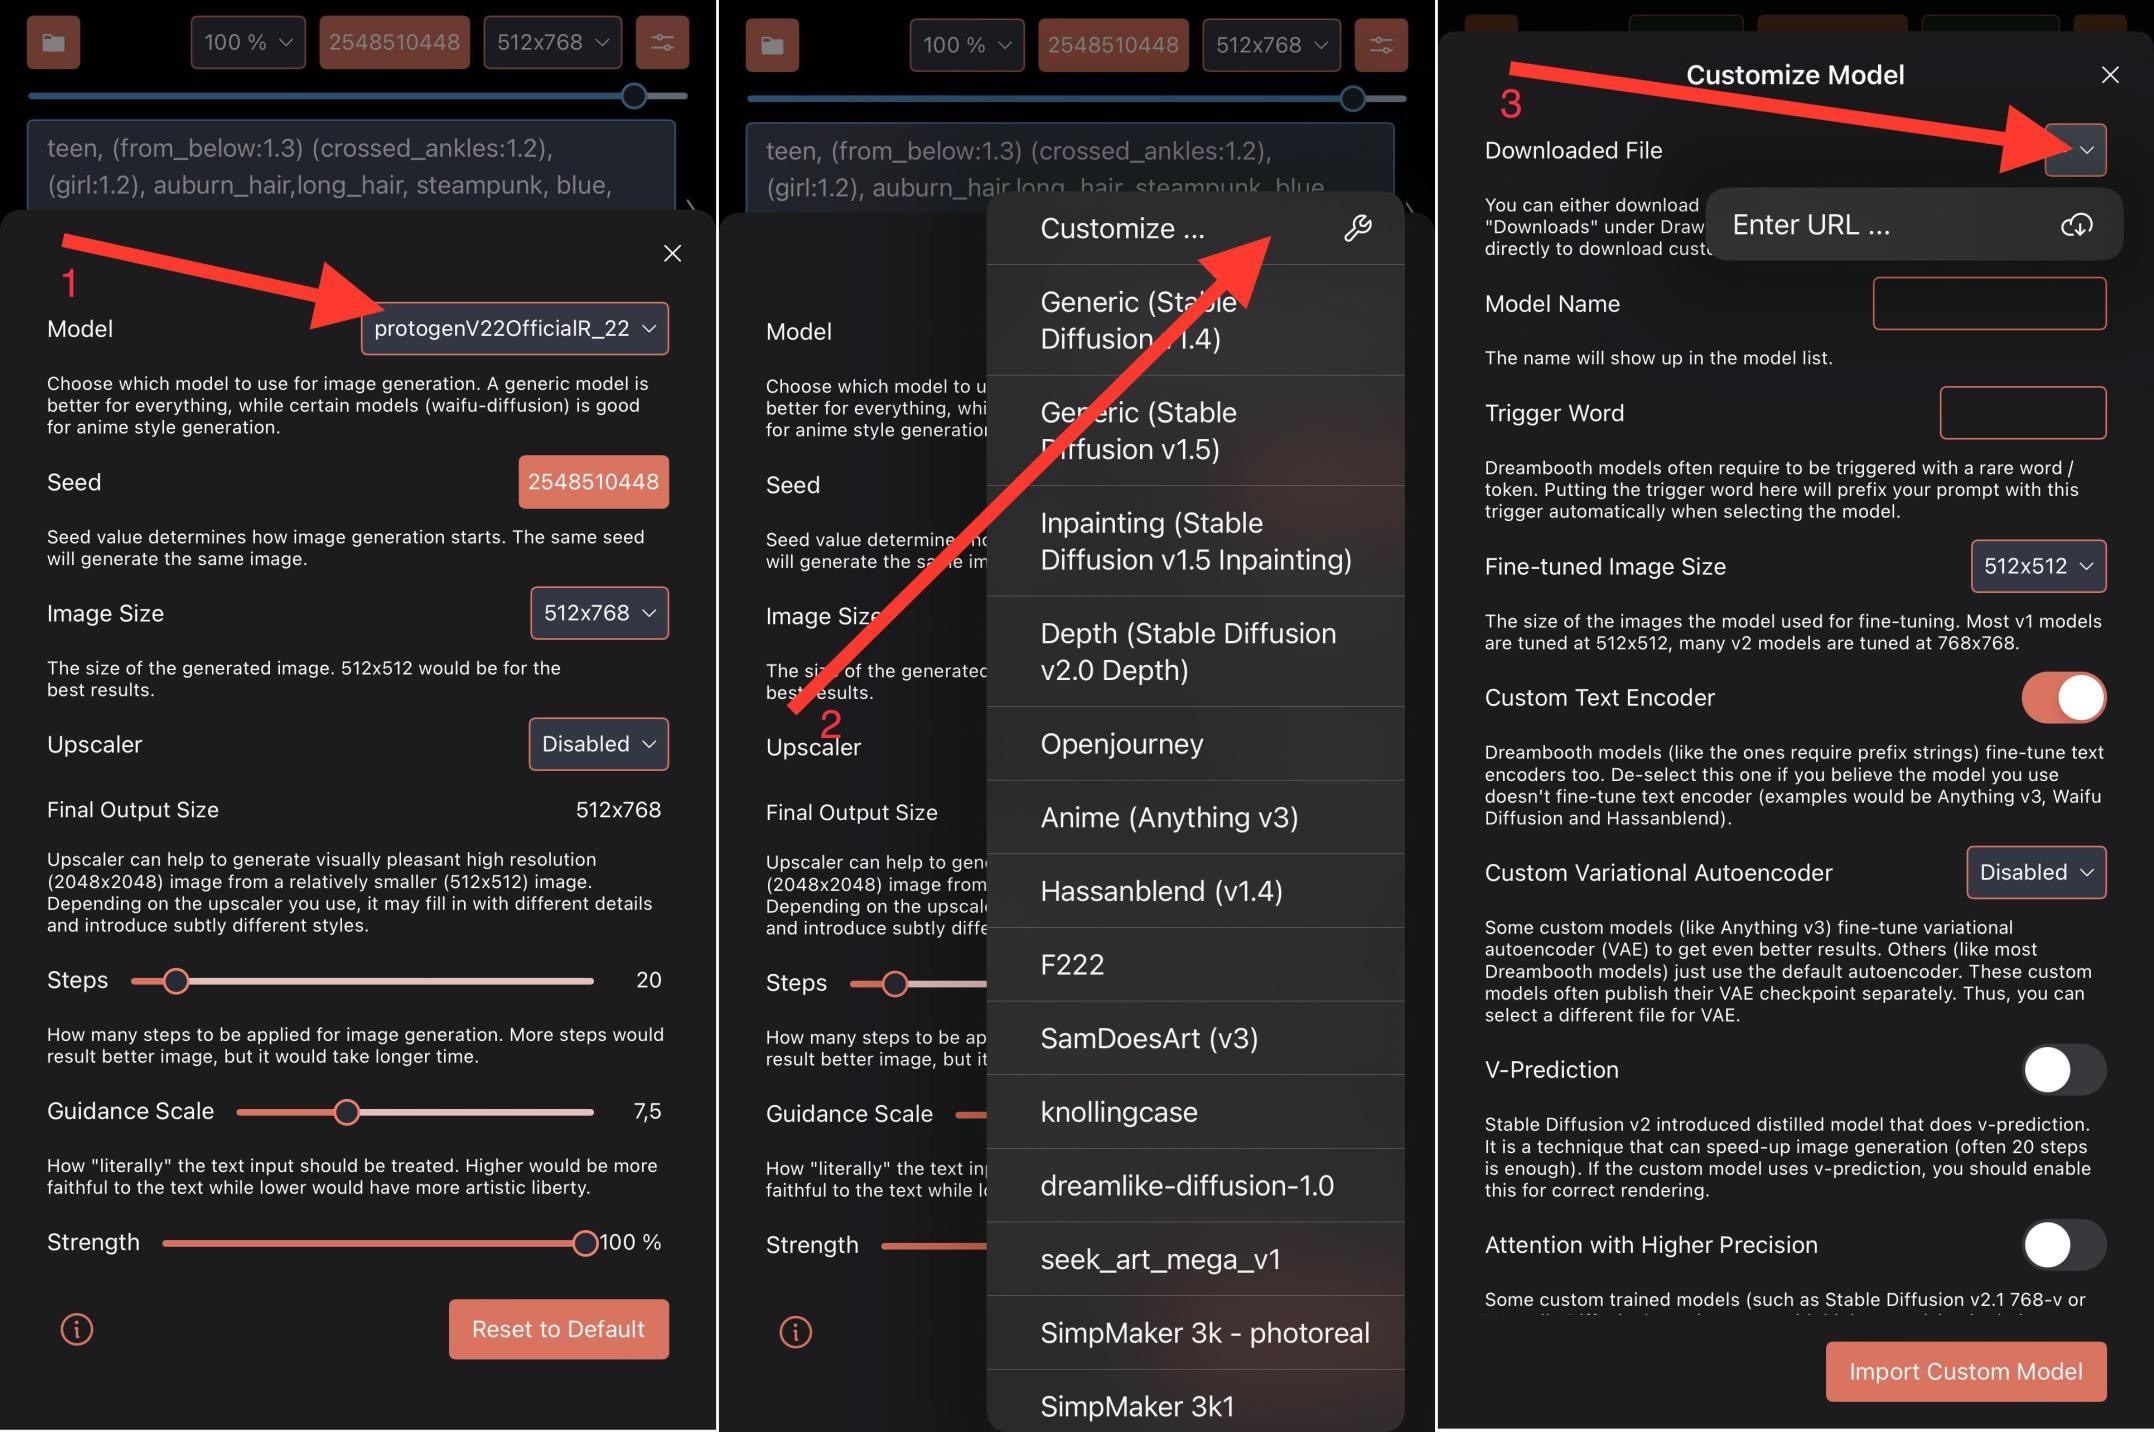 100 %
2548510448
512x768
teen, (from_below:1.3) (crossed_ankles:1.2),
(girl:1.2), auburn_hair,long_hair, steampunk, blue,
1
Model
protogenV22OfficialR_22
Choose which model to use for image generation. A generic model is
better for everything, while certain models (waifu-diffusion) is good
for anime style generation.
Seed
2548510448
Seed value determines how image generation starts. The same seed
will generate the same image.
Image Size
512x768
The size of the generated image. 512x512 would be for the
best results.
Upscaler
Disabled
Final Output Size
512x768
Upscaler can help to generate visually pleasant high resolution
(2048x2048) image from a relatively smaller (512x512) image.
Depending on the upscaler you use, it may fill in with different details
and introduce subtly different styles.
Steps
20
How many steps to be applied for image generation. More steps would
result better image, but it would take longer time.
Guidance Scale
7,5
How "literally" the text input should be treated. Higher would be more
faithful to the text while lower would have more artistic liberty.
Strength
100 %
Reset to Default
100 %
2548510448
512x768
teen, (from_below:1.3) (crossed_ankles:1.2),
(girl:1.2), auburn_hair,long_hair, steampunk, blue
Model
Choose which model to u
better for everything, whi
for anime style generation
Seed
Seed value determines
will generate the same im
Image Size
The size of the generated
best results.
2
Upscaler
Final Output Size
Upscaler can help to gene
(2048x2048) image from
Depending on the upscale
and introduce subtly diffe
Steps
How many steps to be ap
result better image, but it
Guidance Scale
How "literally" the text inp
faithful to the text while lo
Strength
Customize ...
Generic (Stable
Diffusion v1.4)
Generic (Stable
Diffusion v1.5)
Inpainting (Stable
Diffusion v1.5 Inpainting)
Depth (Stable Diffusion
v2.0 Depth)
Openjourney
Anime (Anything v3)
Hassanblend (v1.4)
F222
SamDoesArt (v3)
knollingcase
dreamlike-diffusion-1.0
seek_art_mega_v1
SimpMaker 3k - photoreal
SimpMaker 3k1
Customize Model
3
Downloaded File
You can either download
"Downloads" under Draw
directly to download custo
Enter URL ...
Model Name
The name will show up in the model list.
Trigger Word
Dreambooth models often require to be triggered with a rare word /
token. Putting the trigger word here will prefix your prompt with this
trigger automatically when selecting the model.
Fine-tuned Image Size
512x512
The size of the images the model used for fine-tuning. Most v1 models
are tuned at 512x512, many v2 models are tuned at 768x768.
Custom Text Encoder
Dreambooth models (like the ones require prefix strings) fine-tune text
encoders too. De-select this one if you believe the model you use
doesn't fine-tune text encoder (examples would be Anything v3, Waifu
Diffusion and Hassanblend).
Custom Variational Autoencoder
Disabled
Some custom models (like Anything v3) fine-tune variational
autoencoder (VAE) to get even better results. Others (like most
Dreambooth models) just use the default autoencoder. These custom
models often publish their VAE checkpoint separately. Thus, you can
select a different file for VAE.
V-Prediction
Stable Diffusion v2 introduced distilled model that does v-prediction.
It is a technique that can speed-up image generation (often 20 steps
is enough). If the custom model uses v-prediction, you should enable
this for correct rendering.
Attention with Higher Precision
Some custom trained models (such as Stable Diffusion v2.1 768-v or
Import Custom Model